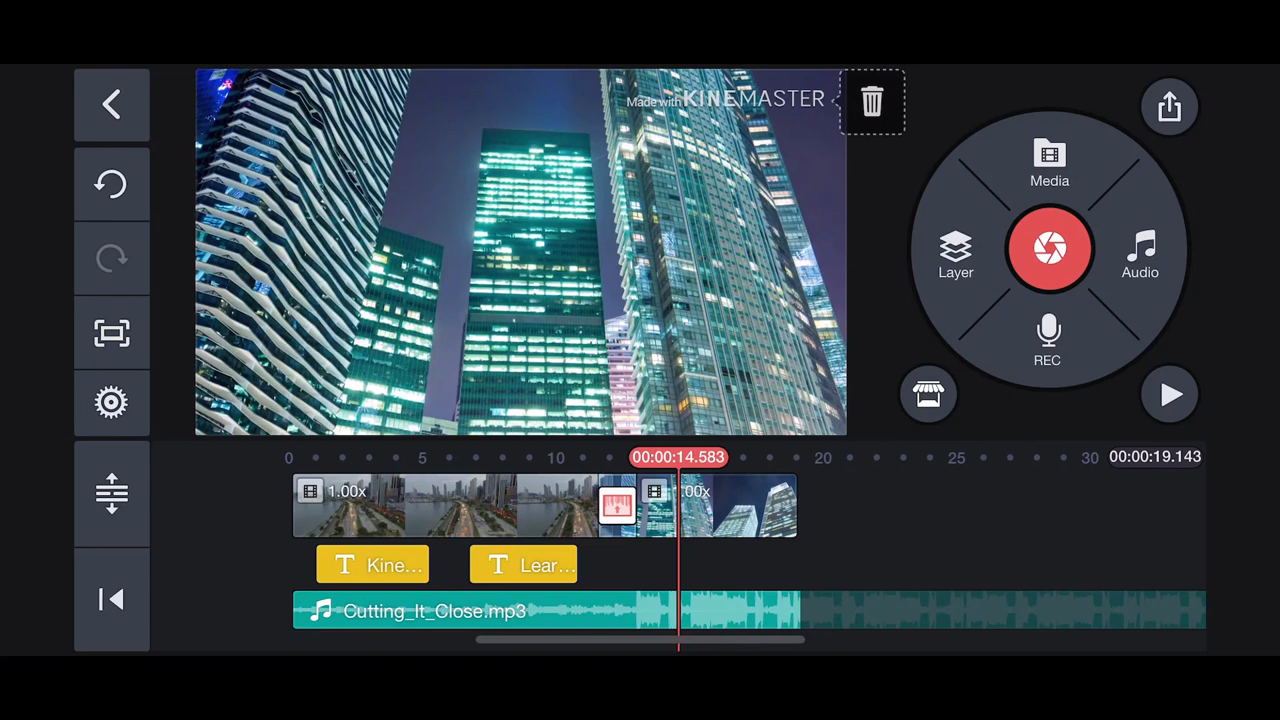 Made with KINEMASTER
Media
Layer
Audio
REC
0 5 10 00:00:14.583 20 25 30 00:00:19.143
1.00x .00x
T Kine... T Lear...
Cutting_It_Close.mp3